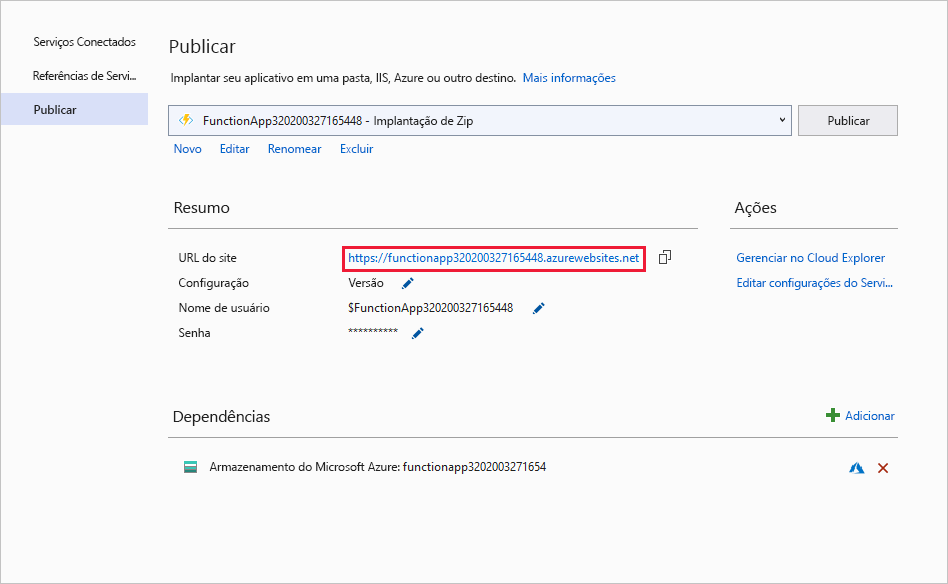 Serviços Conectados
Referências de Servi...
Publicar
Publicar
Implantar seu aplicativo em uma pasta, IIS, Azure ou outro destino. Mais informações
FunctionApp320200327165448 - Implantação de Zip
Publicar
Novo Editar Renomear Excluir
Resumo
URL do site https://functionapp320200327165448.azurewebsites.net
Configuração Versão
Nome de usuário $FunctionApp320200327165448
Senha **********
Ações
Gerenciar no Cloud Explorer
Editar configurações do Servi...
Dependências
Adicionar
Armazenamento do Microsoft Azure: functionapp3202003271654